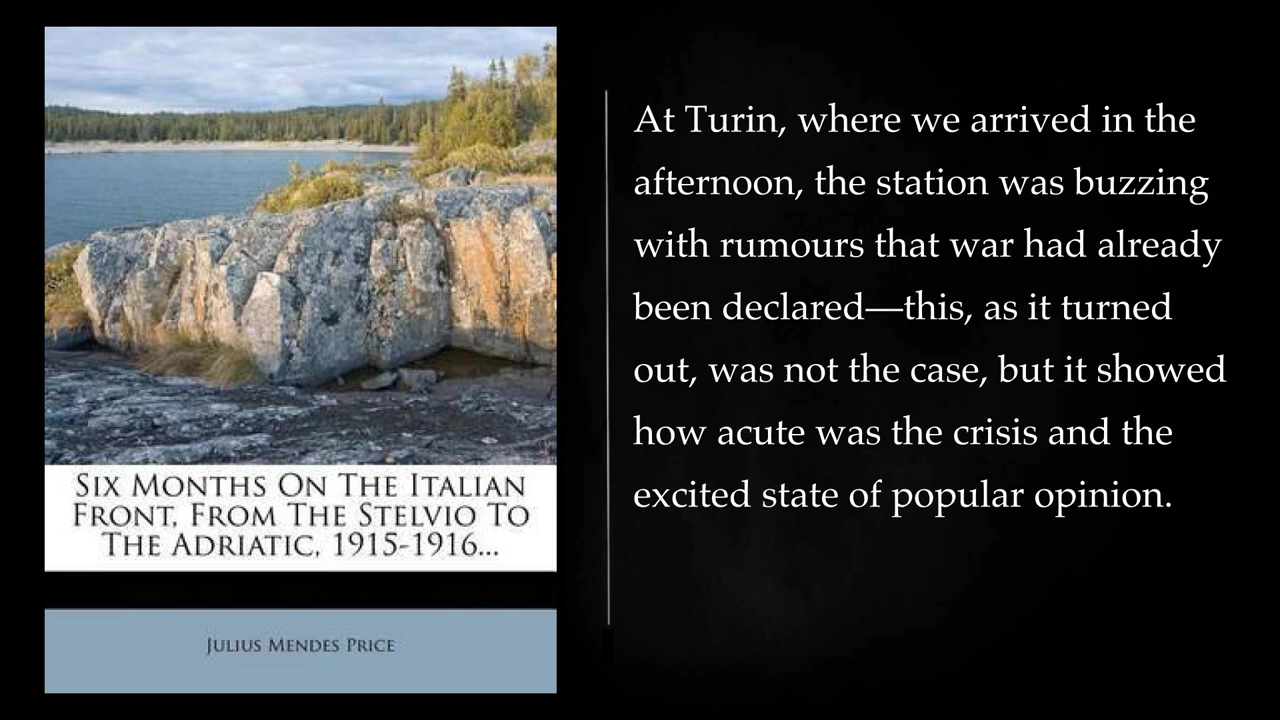 SIX MONTHS ON THE ITALIAN
FRONT, FROM THE STELVIO TO
THE ADRIATIC, 1915-1916...
JULIUS MENDES PRICE
At Turin, where we arrived in the
afternoon, the station was buzzing
with rumours that war had already
been declared—this, as it turned
out, was not the case, but it showed
how acute was the crisis and the
excited state of popular opinion.